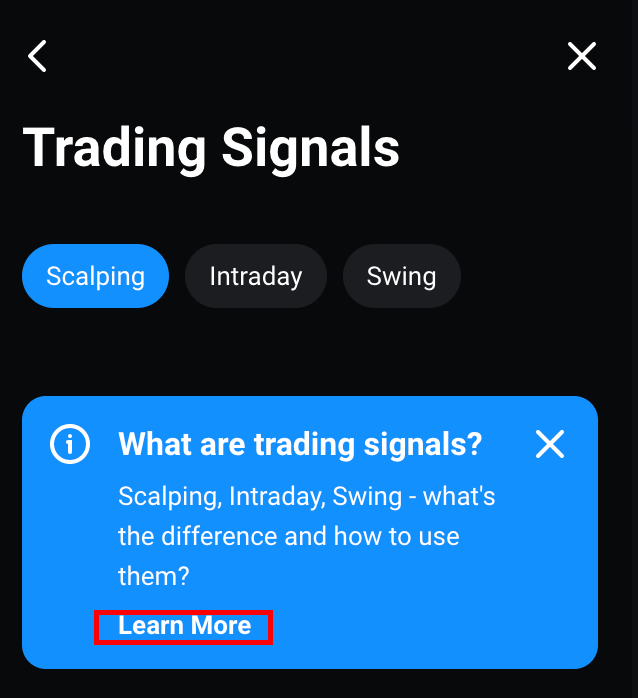 Trading Signals
Scalping Intraday Swing
What are trading signals?
Scalping, Intraday, Swing - what's
the difference and how to use
them?
Learn More